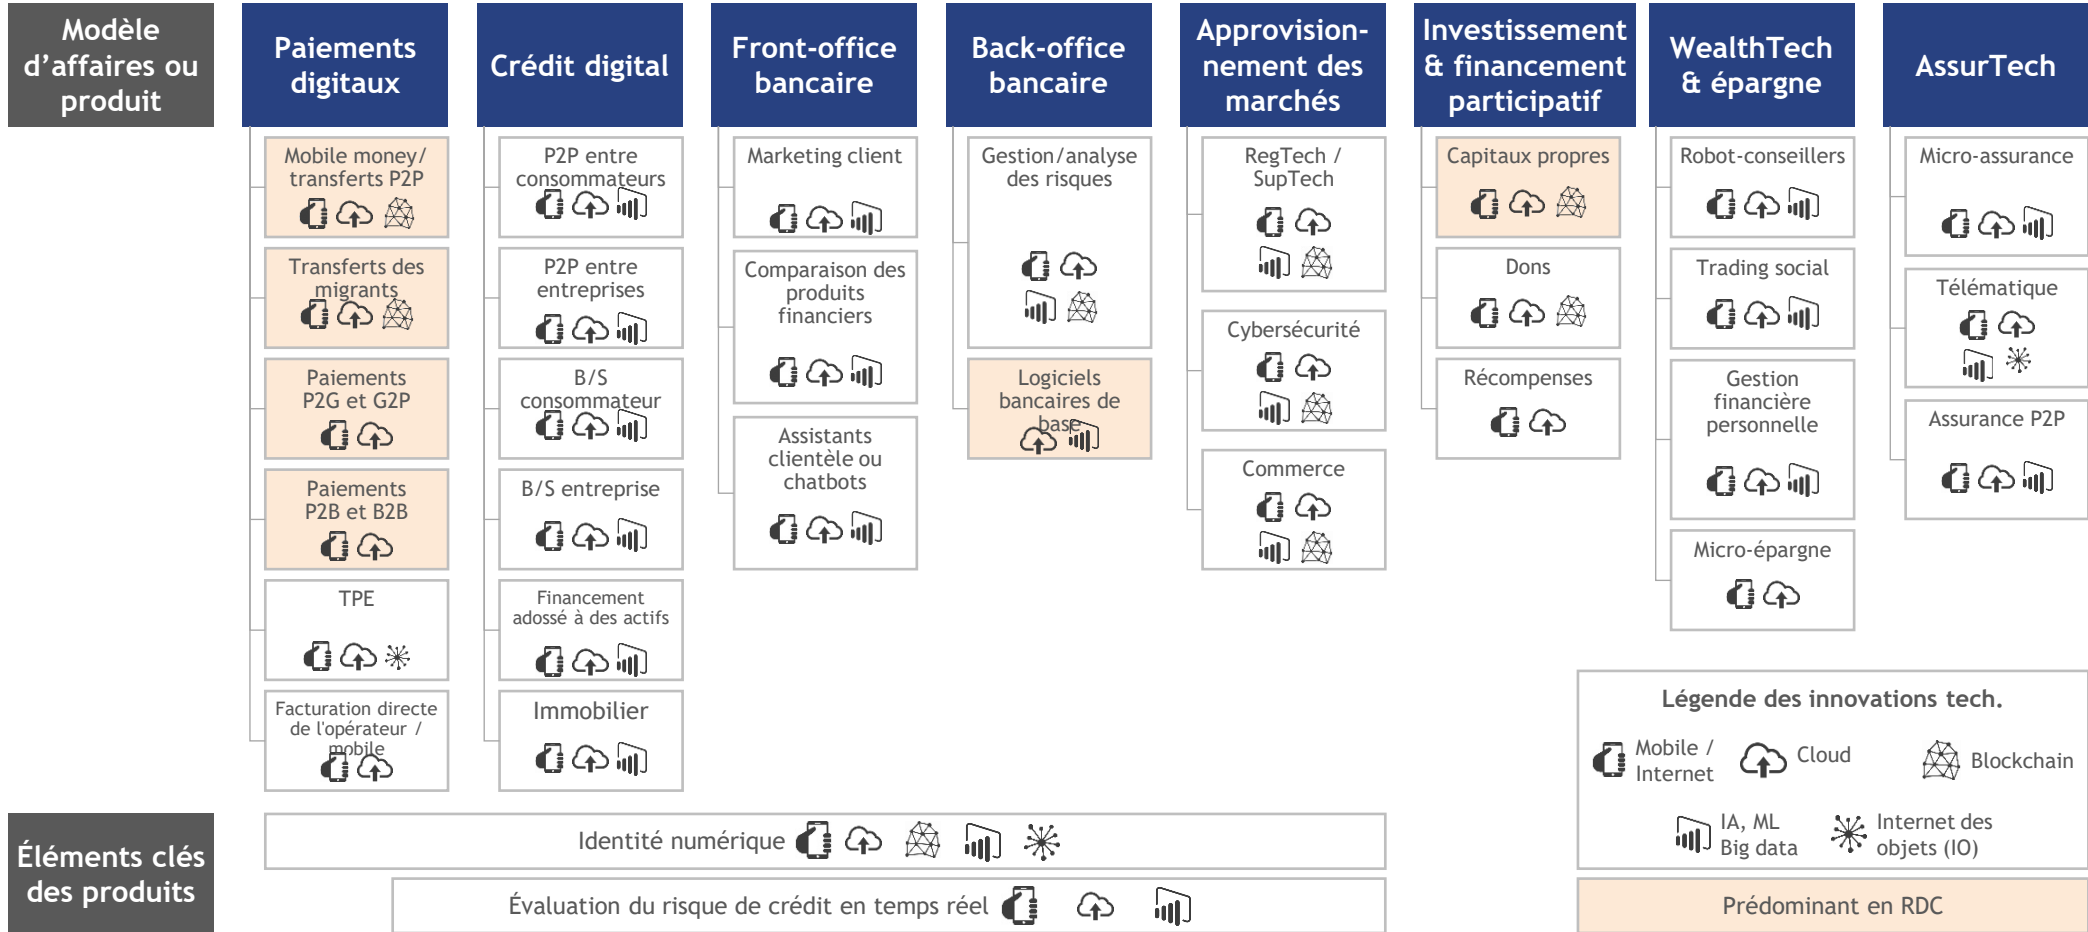 Modèle
d'affaires ou
produit
Paiements
digitaux
Mobile money/
transferts P2P
Transferts des
migrants
Paiements
P2G et G2P
Paiements
P2B et B2B
TPE
Facturation directe
de l'opérateur /
mobile
Crédit digital
P2P entre
consommateurs
P2P entre
entreprises
B/S
consommateur
B/S entreprise
Financement
adossé à des actifs
Immobilier
Front-office
bancaire
Marketing client
Comparaison des
produits
financiers
Assistants
clientèle ou
chatbots
Back-office
bancaire
Gestion/analyse
des risques
Logiciels
bancaires de
base
Approvision-
nement des
marchés
RegTech /
SupTech
Cybersécurité
Commerce
Investissement
& financement
participatif
Capitaux propres
Dons
Récompenses
WealthTech
& épargne
Robot-conseillers
Trading social
Gestion
financière
personnelle
Micro-épargne
AssurTech
Micro-assurance
Télématique
Assurance P2P
Légende des innovations tech.
Mobile /
Internet
Cloud
Blockchain
IA, ML
Big data
Internet des
objets (IO)
Prédominant en RDC
Éléments clés
des produits
Identité numérique
Évaluation du risque de crédit en temps réel